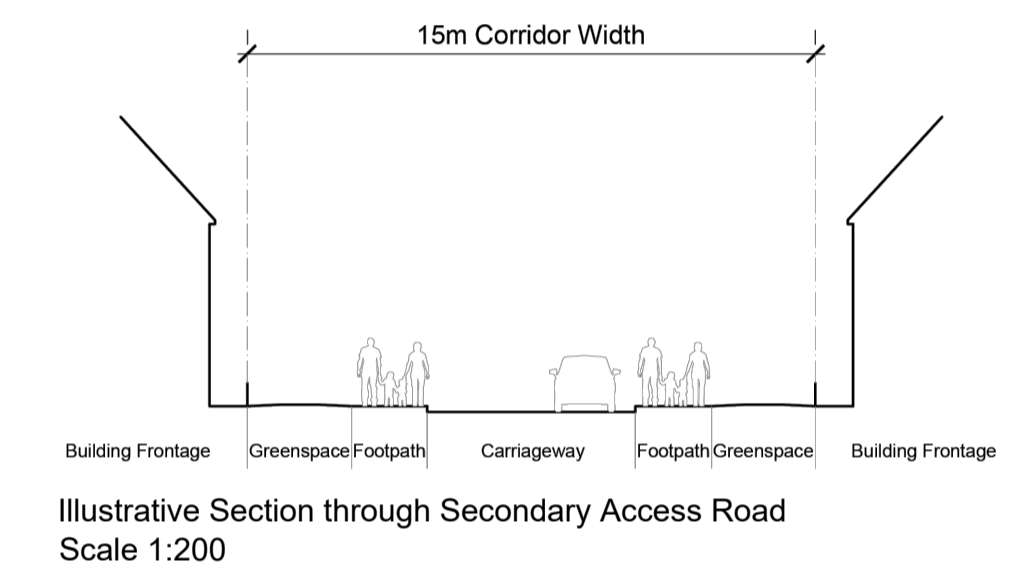 15m Corridor Width
Building Frontage Greenspace Footpath Carriageway Footpath Greenspace Building Frontage
Illustrative Section through Secondary Access Road
Scale 1:200